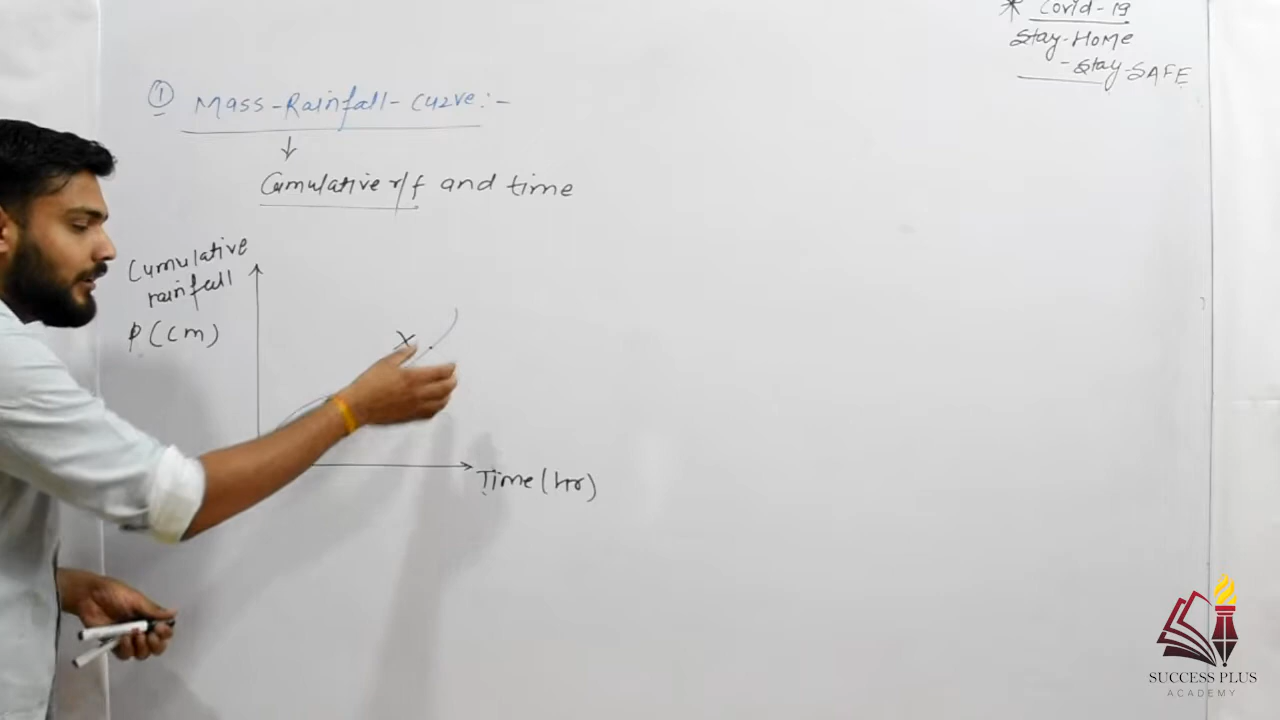 * Covid-19
Stay-Home
-Stay-SAFE
① Mass-Rainfall-Curve:-
↓
Cumulative r/f and time
Cumulative
rainfall
P(cm)
X
Time(hr)
SUCCESS PLUS
ACADEMY